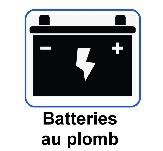 - +
Batteries
au plomb